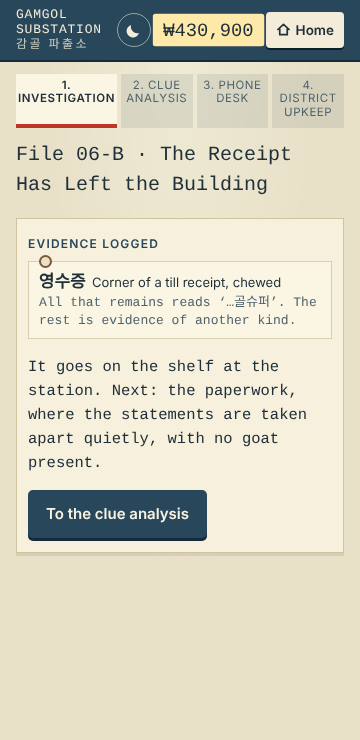 GAMGOL
SUBSTATION
감골 파출소
₩430,900
Home
1.
INVESTIGATION
2. CLUE
ANALYSIS
3. PHONE
DESK
4.
DISTRICT
UPKEEP
File 06-B · The Receipt
Has Left the Building
EVIDENCE LOGGED
영수증 Corner of a till receipt, chewed
All that remains reads ‘…골슈퍼’. The
rest is evidence of another kind.
It goes on the shelf at the
station. Next: the paperwork,
where the statements are taken
apart quietly, with no goat
present.
To the clue analysis